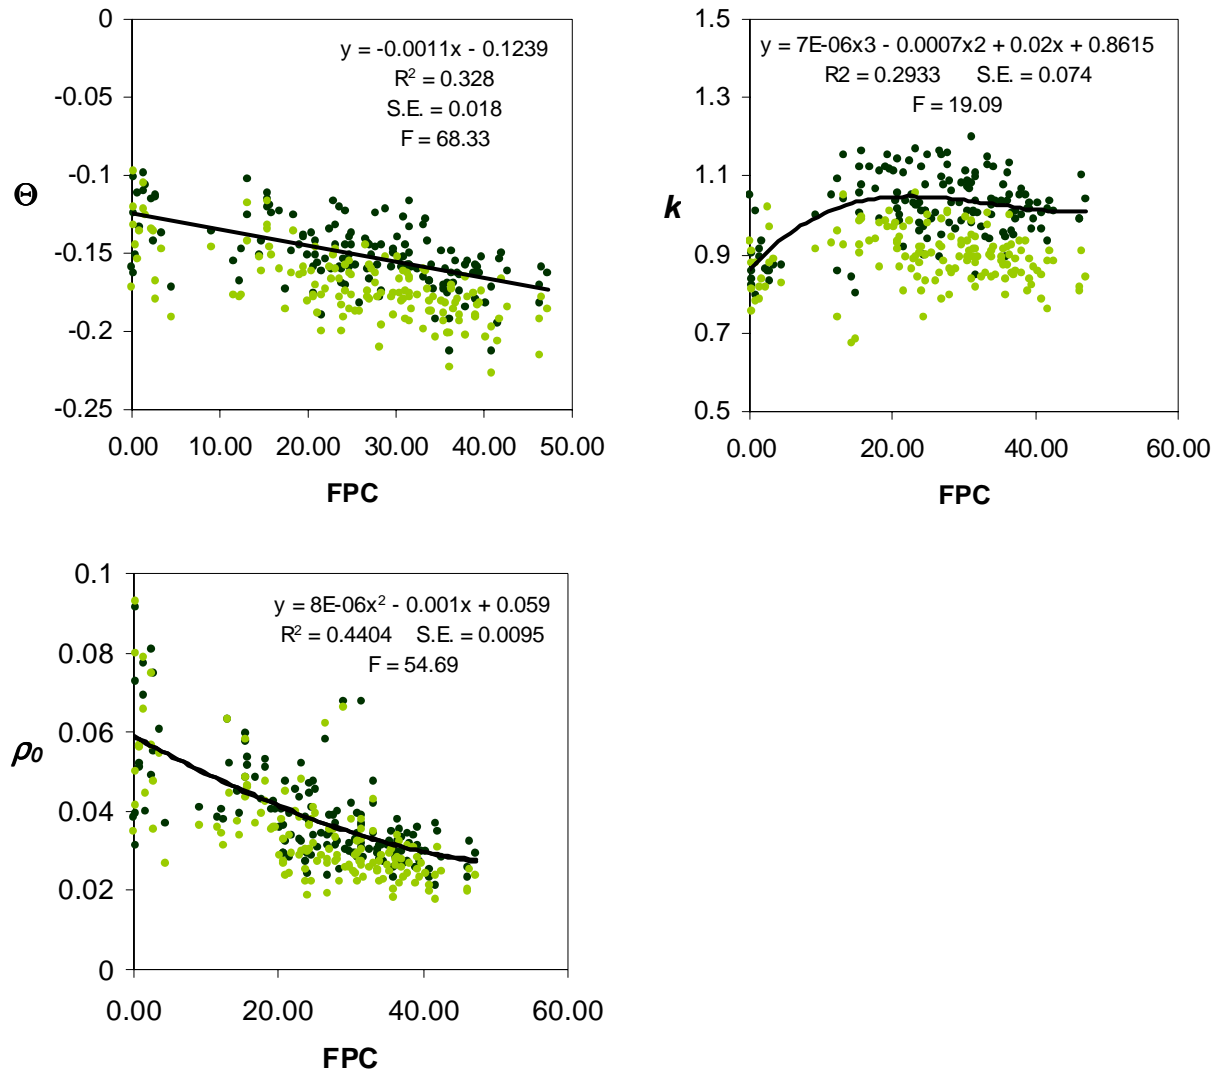 0
-0.05
-0.1
-0.15
-0.2
-0.25
Θ
y = -0.0011x - 0.1239
R² = 0.328
S.E. = 0.018
F = 68.33
0.00 10.00 20.00 30.00 40.00 50.00
FPC
1.5
1.3
1.1
0.9
0.7
0.5
k
y = 7E-06x3 - 0.0007x2 + 0.02x + 0.8615
R2 = 0.2933 S.E. = 0.074
F = 19.09
0.00 20.00 40.00 60.00
FPC
0.1
0.08
0.06
0.04
0.02
0
ρ₀
y = 8E-06x² - 0.001x + 0.059
R² = 0.4404 S.E. = 0.0095
F = 54.69
0.00 20.00 40.00 60.00
FPC